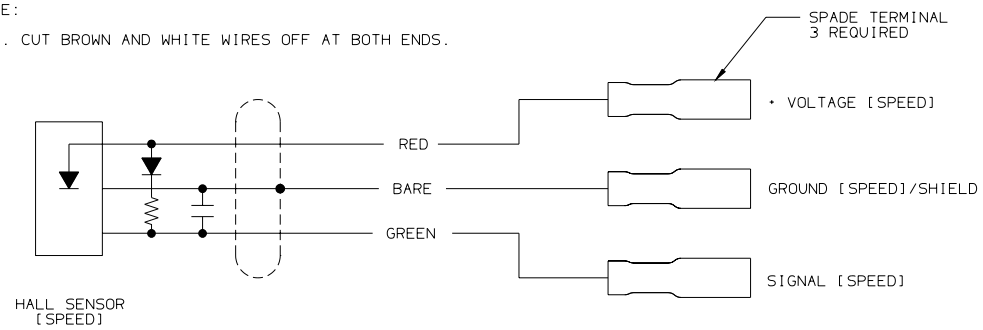 E:
. CUT BROWN AND WHITE WIRES OFF AT BOTH ENDS.
SPADE TERMINAL
3 REQUIRED
+ VOLTAGE [SPEED]
RED
BARE
GROUND [SPEED]/SHIELD
GREEN
SIGNAL [SPEED]
HALL SENSOR
[SPEED]